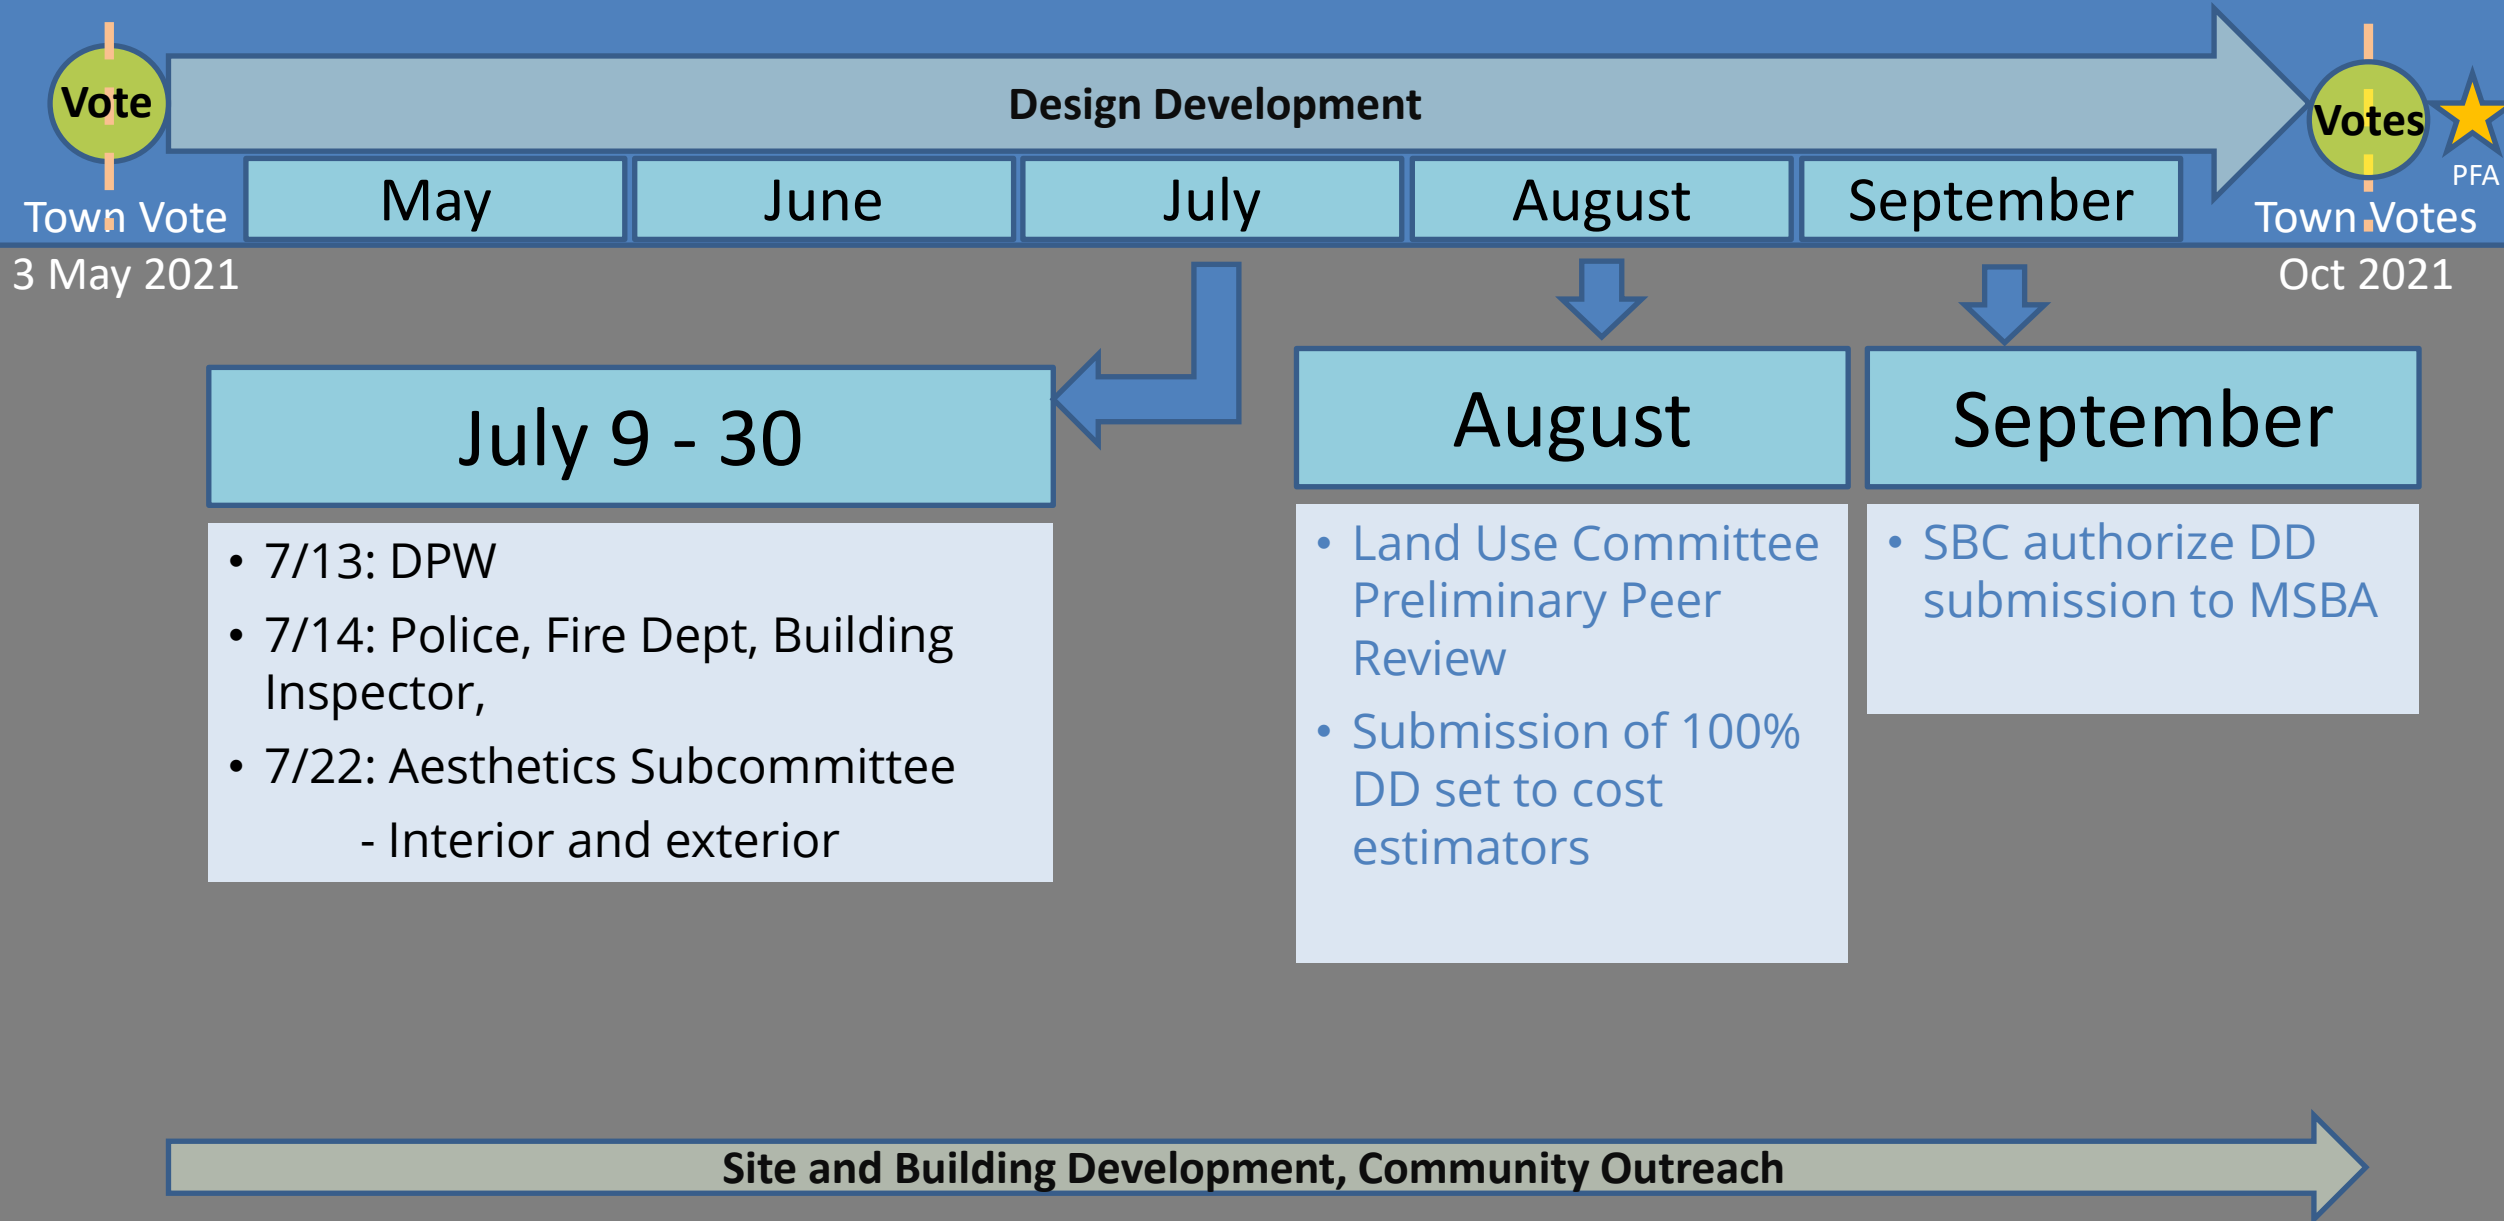 Vote
Design Development
Votes
PFA
May
June
July
August
September
Town Vote
Town Votes
3 May 2021
Oct 2021
July 9 - 30
• 7/13: DPW
• 7/14: Police, Fire Dept, Building
Inspector,
• 7/22: Aesthetics Subcommittee
- Interior and exterior
August
• Land Use Committee
Preliminary Peer
Review
• Submission of 100%
DD set to cost
estimators
September
• SBC authorize DD
submission to MSBA
Site and Building Development, Community Outreach